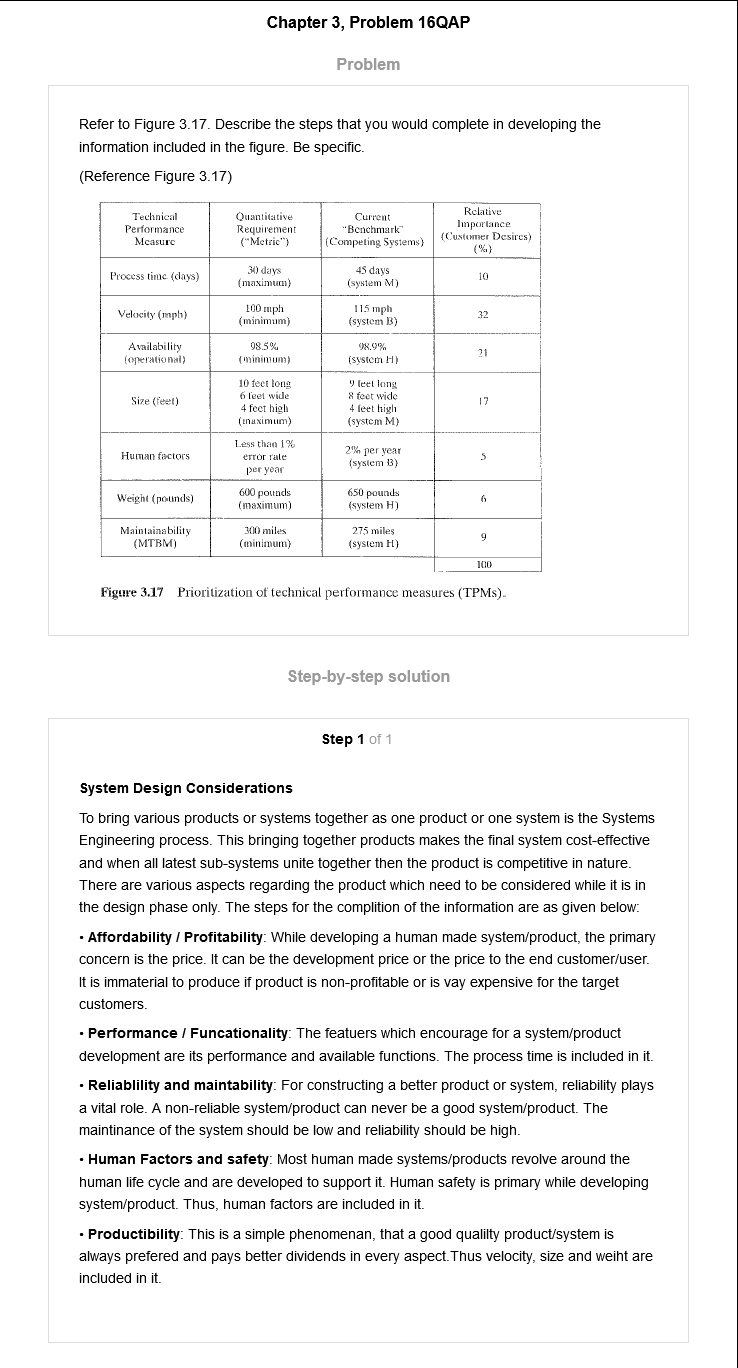 Chapter 3, Problem 16QAP
Problem
Refer to Figure 3.17. Describe the steps that you would complete in developing the
information included in the figure. Be specific.
(Reference Figure 3.17)
Technical Performance Measure | Quantitative Requirement ("Metric") | Current "Benchmark" (Competing Systems) | Relative Importance (Customer Desires) (%)
Process time (days) | 30 days (maximum) | 45 days (system M) | 10
Velocity (mph) | 100 mph (minimum) | 115 mph (system B) | 32
Availability (operational) | 98.5% (minimum) | 98.9% (system H) | 21
Size (feet) | 10 feet long 6 feet wide 4 feet high (maximum) | 9 feet long 8 feet wide 4 feet high (system M) | 17
Human factors | Less than 1% error rate per year | 2% per year (system B) | 5
Weight (pounds) | 600 pounds (maximum) | 650 pounds (system H) | 6
Maintainability (MTBM) | 300 miles (minimum) | 275 miles (system H) | 9
100
Figure 3.17 Prioritization of technical performance measures (TPMs).
Step-by-step solution
Step 1 of 1
System Design Considerations
To bring various products or systems together as one product or one system is the Systems
Engineering process. This bringing together products makes the final system cost-effective
and when all latest sub-systems unite together then the product is competitive in nature.
There are various aspects regarding the product which need to be considered while it is in
the design phase only. The steps for the complition of the information are as given below:
• Affordability / Profitability: While developing a human made system/product, the primary
concern is the price. It can be the development price or the price to the end customer/user.
It is immaterial to produce if product is non-profitable or is vay expensive for the target
customers.
• Performance / Funcationality: The featuers which encourage for a system/product
development are its performance and available functions. The process time is included in it.
• Reliablility and maintability: For constructing a better product or system, reliability plays
a vital role. A non-reliable system/product can never be a good system/product. The
maintinance of the system should be low and reliability should be high.
• Human Factors and safety: Most human made systems/products revolve around the
human life cycle and are developed to support it. Human safety is primary while developing
system/product. Thus, human factors are included in it.
• Productibility: This is a simple phenomenan, that a good qualilty product/system is
always prefered and pays better dividends in every aspect.Thus velocity, size and weiht are
included in it.